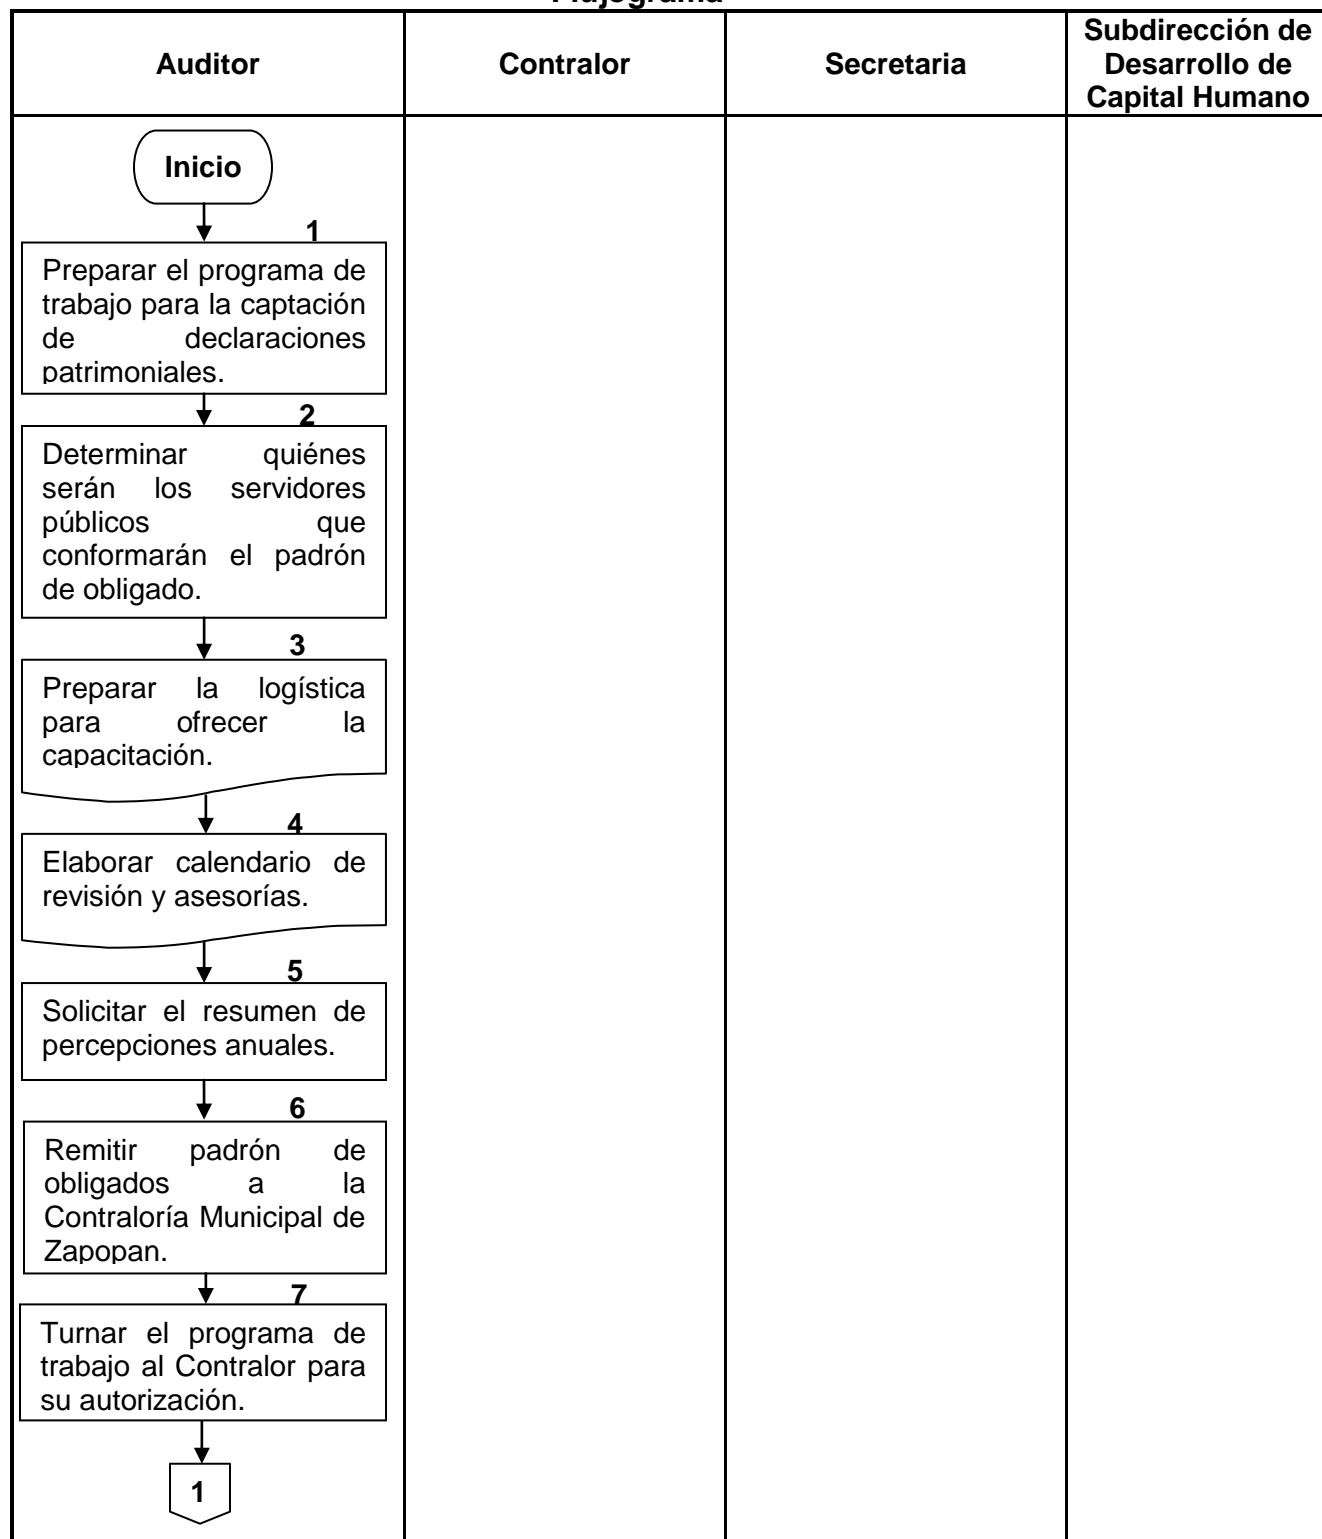 Flujograma
Auditor
Contralor
Secretaria
Subdirección de
Desarrollo de
Capital Humano
Inicio
1
Preparar el programa de
trabajo para la captación
de declaraciones
patrimoniales.
2
Determinar quiénes
serán los servidores
públicos que
conformarán el padrón
de obligado.
3
Preparar la logística
para ofrecer la
capacitación.
4
Elaborar calendario de
revisión y asesorías.
5
Solicitar el resumen de
percepciones anuales.
6
Remitir padrón de
obligados a la
Contraloría Municipal de
Zapopan.
7
Turnar el programa de
trabajo al Contralor para
su autorización.
1